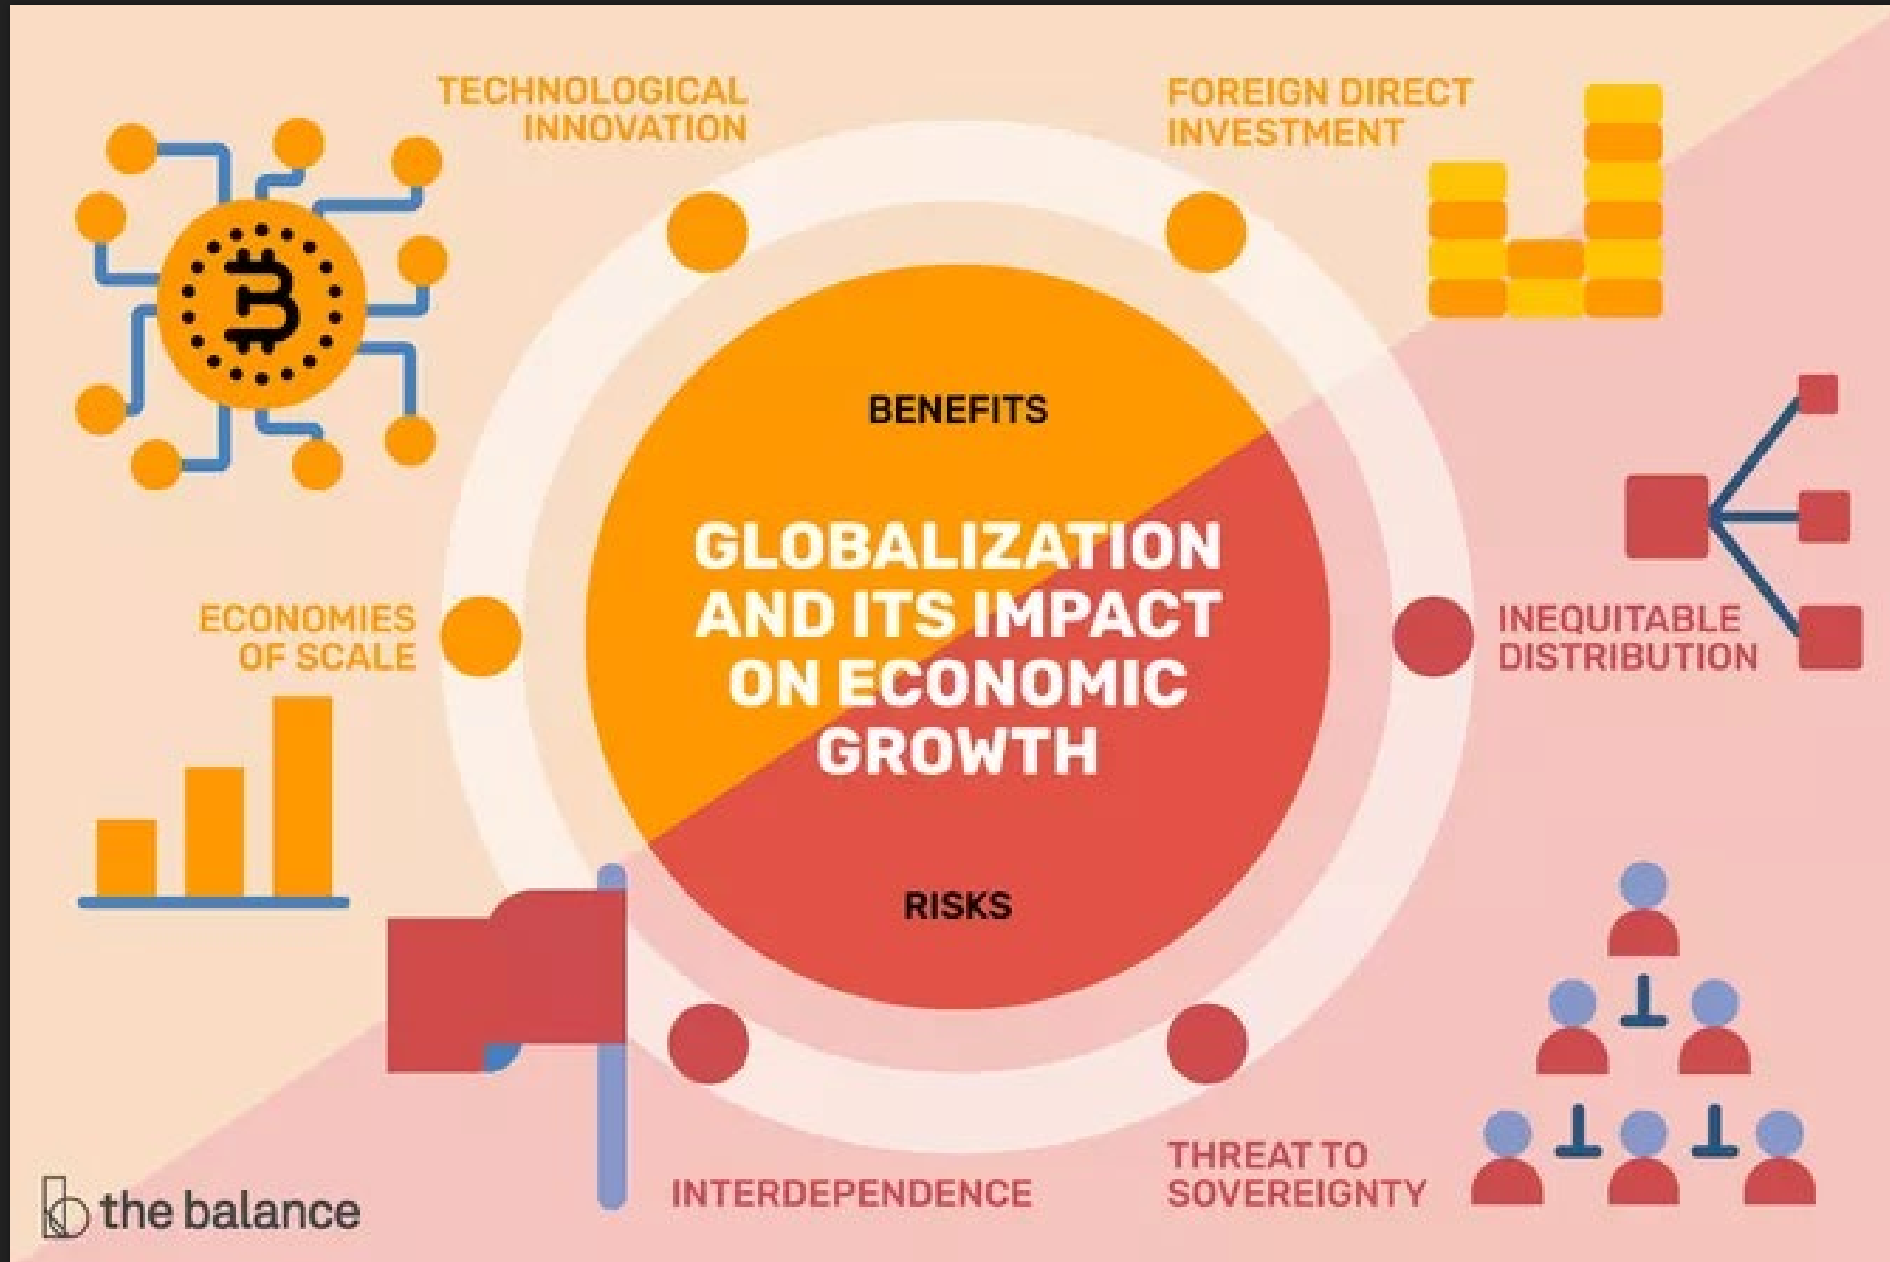 TECHNOLOGICAL
INNOVATION
FOREIGN DIRECT
INVESTMENT
BENEFITS
GLOBALIZATION
AND ITS IMPACT
ON ECONOMIC
GROWTH
ECONOMIES
OF SCALE
INEQUITABLE
DISTRIBUTION
RISKS
INTERDEPENDENCE
THREAT TO
SOVEREIGNTY
the balance